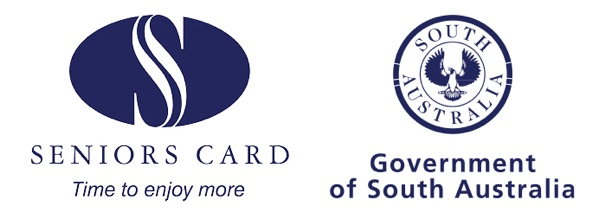 S
SENIORS CARD
Time to enjoy more
SOUTH
AUSTRALIA
Government
of South Australia